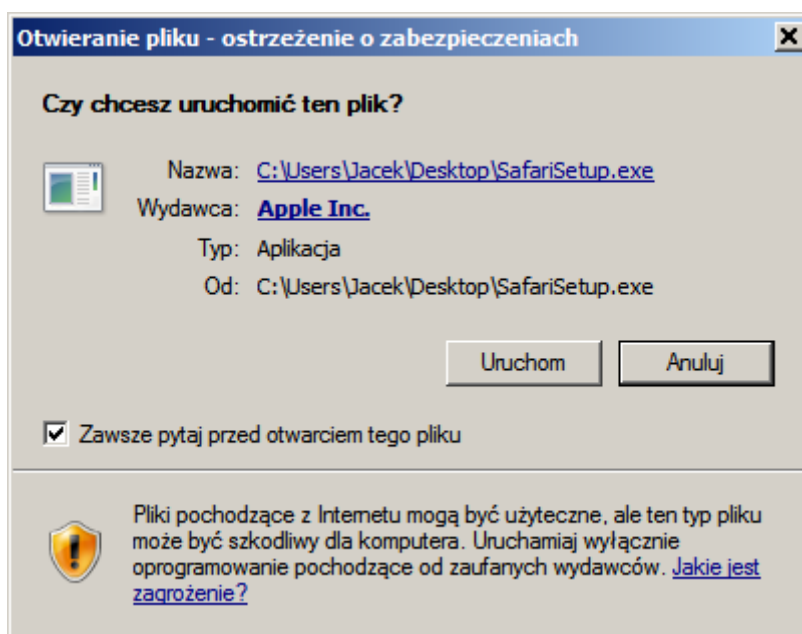 Otwieranie pliku - ostrzeżenie o zabezpieczeniach
Czy chcesz uruchomić ten plik?
Nazwa: C:\Users\Jacek\Desktop\SafariSetup.exe
Wydawca: Apple Inc.
Typ: Aplikacja
Od: C:\Users\Jacek\Desktop\SafariSetup.exe
Uruchom Anuluj
Zawsze pytaj przed otwarciem tego pliku
Pliki pochodzące z Internetu mogą być użyteczne, ale ten typ pliku
może być szkodliwy dla komputera. Uruchamiaj wyłącznie
oprogramowanie pochodzące od zaufanych wydawców. Jakie jest
zagrożenie?